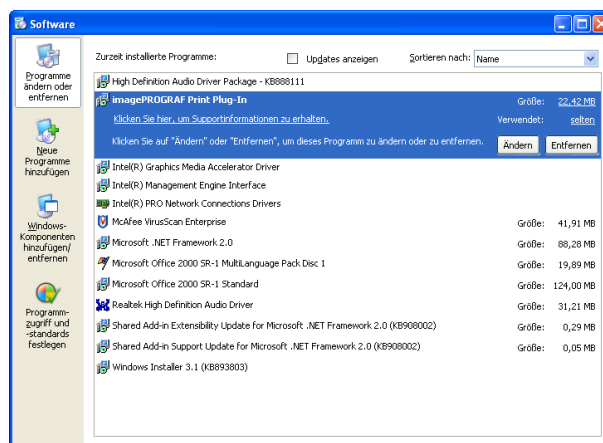 Software
Programme
ändern oder
entfernen
Neue
Programme
hinzufügen
Windows-
Komponenten
hinzufügen/
entfernen
Programm-
zugriff und
-standards
festlegen
Zurzeit installierte Programme:
Updates anzeigen
Sortieren nach: Name
High Definition Audio Driver Package - KB888111
imagePROGRAF Print Plug-In Größe: 22,42 MB
Klicken Sie hier, um Supportinformationen zu erhalten. Verwendet: selten
Klicken Sie auf "Ändern" oder "Entfernen", um dieses Programm zu ändern oder zu entfernen. Ändern Entfernen
Intel(R) Graphics Media Accelerator Driver
Intel(R) Management Engine Interface
Intel(R) PRO Network Connections Drivers
McAfee VirusScan Enterprise Größe: 41,91 MB
Microsoft .NET Framework 2.0 Größe: 88,28 MB
Microsoft Office 2000 SR-1 MultiLanguage Pack Disc 1 Größe: 19,89 MB
Microsoft Office 2000 SR-1 Standard Größe: 124,00 MB
Realtek High Definition Audio Driver Größe: 31,21 MB
Shared Add-in Extensibility Update for Microsoft .NET Framework 2.0 (KB908002) Größe: 0,29 MB
Shared Add-in Support Update for Microsoft .NET Framework 2.0 (KB908002) Größe: 0,05 MB
Windows Installer 3.1 (KB893803)